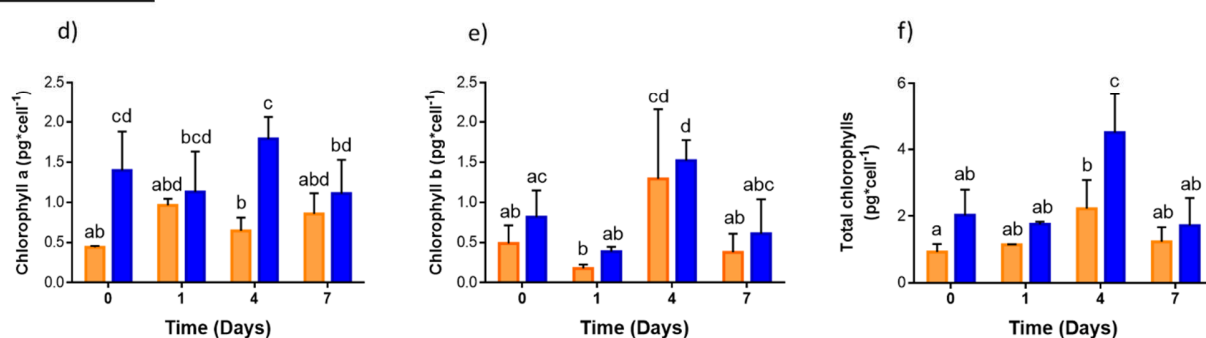 d)
Chlorophyll a (pg*cell-1)
2.5
2.0
1.5
1.0
0.5
0.0
ab
cd
abd
bcd
b
c
abd
bd
0
1
4
7
Time (Days)
e)
Chlorophyll b (pg*cell-1)
2.5
2.0
1.5
1.0
0.5
0.0
ab
ac
b
ab
cd
d
ab
abc
0
1
4
7
Time (Days)
f)
Total chlorophylls
(pg*cell-1)
6
4
2
0
a
ab
ab
ab
b
c
ab
ab
0
1
4
7
Time (Days)